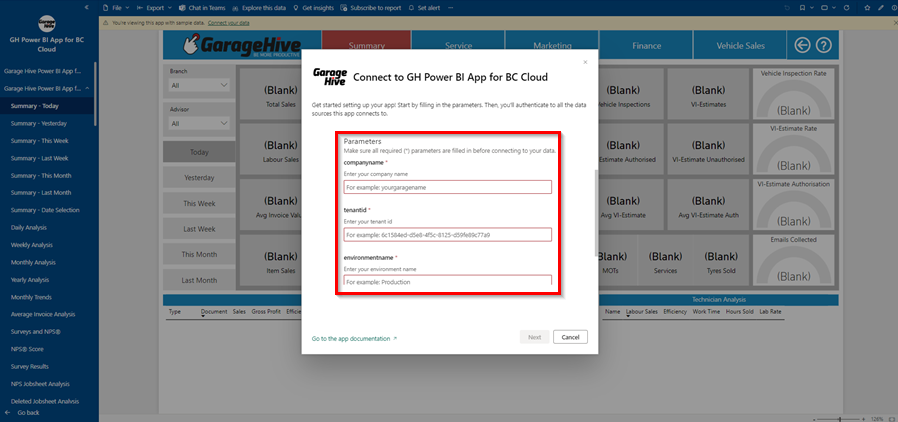 File
Export
Chat in Teams
Explore this data
Get insights
Subscribe to report
Set alert
You're viewing this app with sample data. Connect your data
GH Power BI App for BC
Cloud
Garage Hive Power BI App f...
Garage Hive Power BI App for ...
Summary - Today
Summary - Yesterday
Summary - This Week
Summary - Last Week
Summary - This Month
Summary - Last Month
Summary - Date Selection
Daily Analysis
Weekly Analysis
Monthly Analysis
Yearly Analysis
Monthly Trends
Average Invoice Analysis
Surveys and NPS®
NPS® Score
Survey Results
NPS Jobsheet Analysis
Deleted Jobsheet Analysis
Go back
GarageHive
BE MORE PRODUCTIVE
Summary
Service
Marketing
Finance
Vehicle Sales
Branch
All
Advisor
All
Today
Yesterday
This Week
Last Week
This Month
Last Month
(Blank)
Total Sales
(Blank)
Labour Sales
(Blank)
Avg Invoice Valu
(Blank)
Item Sales
(Blank)
ehicle Inspections
(Blank)
VI-Estimates
(Blank)
stimate Authorised
(Blank)
VI-Estimate Unauthorised
(Blank)
Avg VI-Estimate
(Blank)
Avg VI-Estimate Auth
(Blank)
MOTs
(Blank)
Services
(Blank)
Tyres Sold
Vehicle Inspection Rate
(Blank)
VI-Estimate Rate
(Blank)
VI-Estimate Authorisation
(Blank)
Emails Collected
(Blank)
Type
Document
Sales
Gross Profit
Efficie
Technician Analysis
Name
Labour Sales
Efficiency
Work Time
Hours Sold
Lab Rate
Garage
Hive
Connect to GH Power BI App for BC Cloud
Get started setting up your app! Start by filling in the parameters. Then, you'll authenticate to all the data
sources this app connects to.
Parameters
Make sure all required (*) parameters are filled in before connecting to your data.
companyname *
Enter your company name
For example: yourgaragename
tenantid *
Enter your tenant id
For example: 6c1584ed-d5e8-4f5c-8125-d59fe89c77a9
environmentname *
Enter your environment name
For example: Production
Go to the app documentation
Next
Cancel
128%